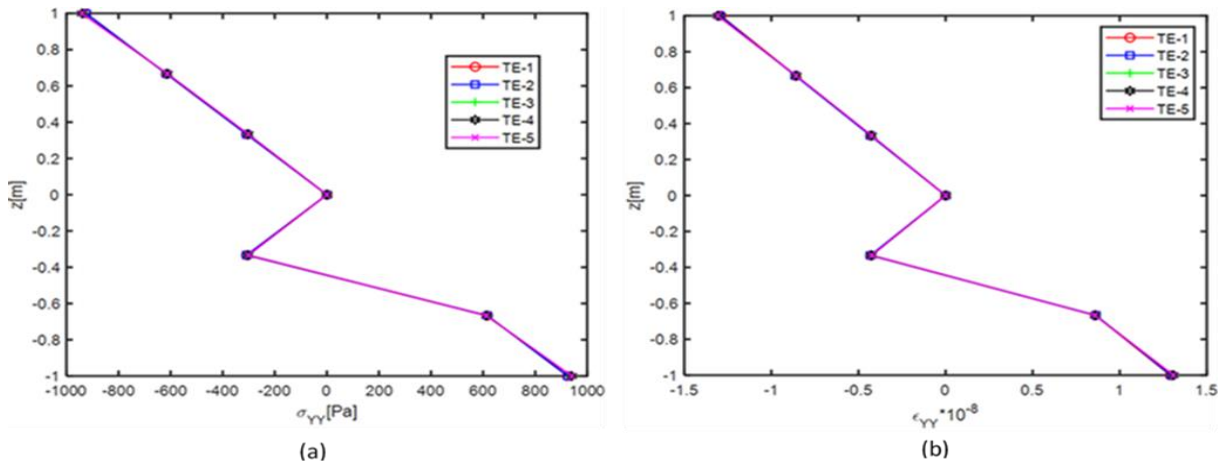 1
0.8
0.6
0.4
0.2
0
-0.2
-0.4
-0.6
-0.8
-1
z[m]
-1000 -800 -600 -400 -200 0 200 400 600 800 1000
σYY[Pa]
TE-1
TE-2
TE-3
TE-4
TE-5
(a)
1
0.8
0.6
0.4
0.2
0
-0.2
-0.4
-0.6
-0.8
-1
z[m]
-1.5 -1 -0.5 0 0.5 1 1.5
ϵYY*10-8
TE-1
TE-2
TE-3
TE-4
TE-5
(b)